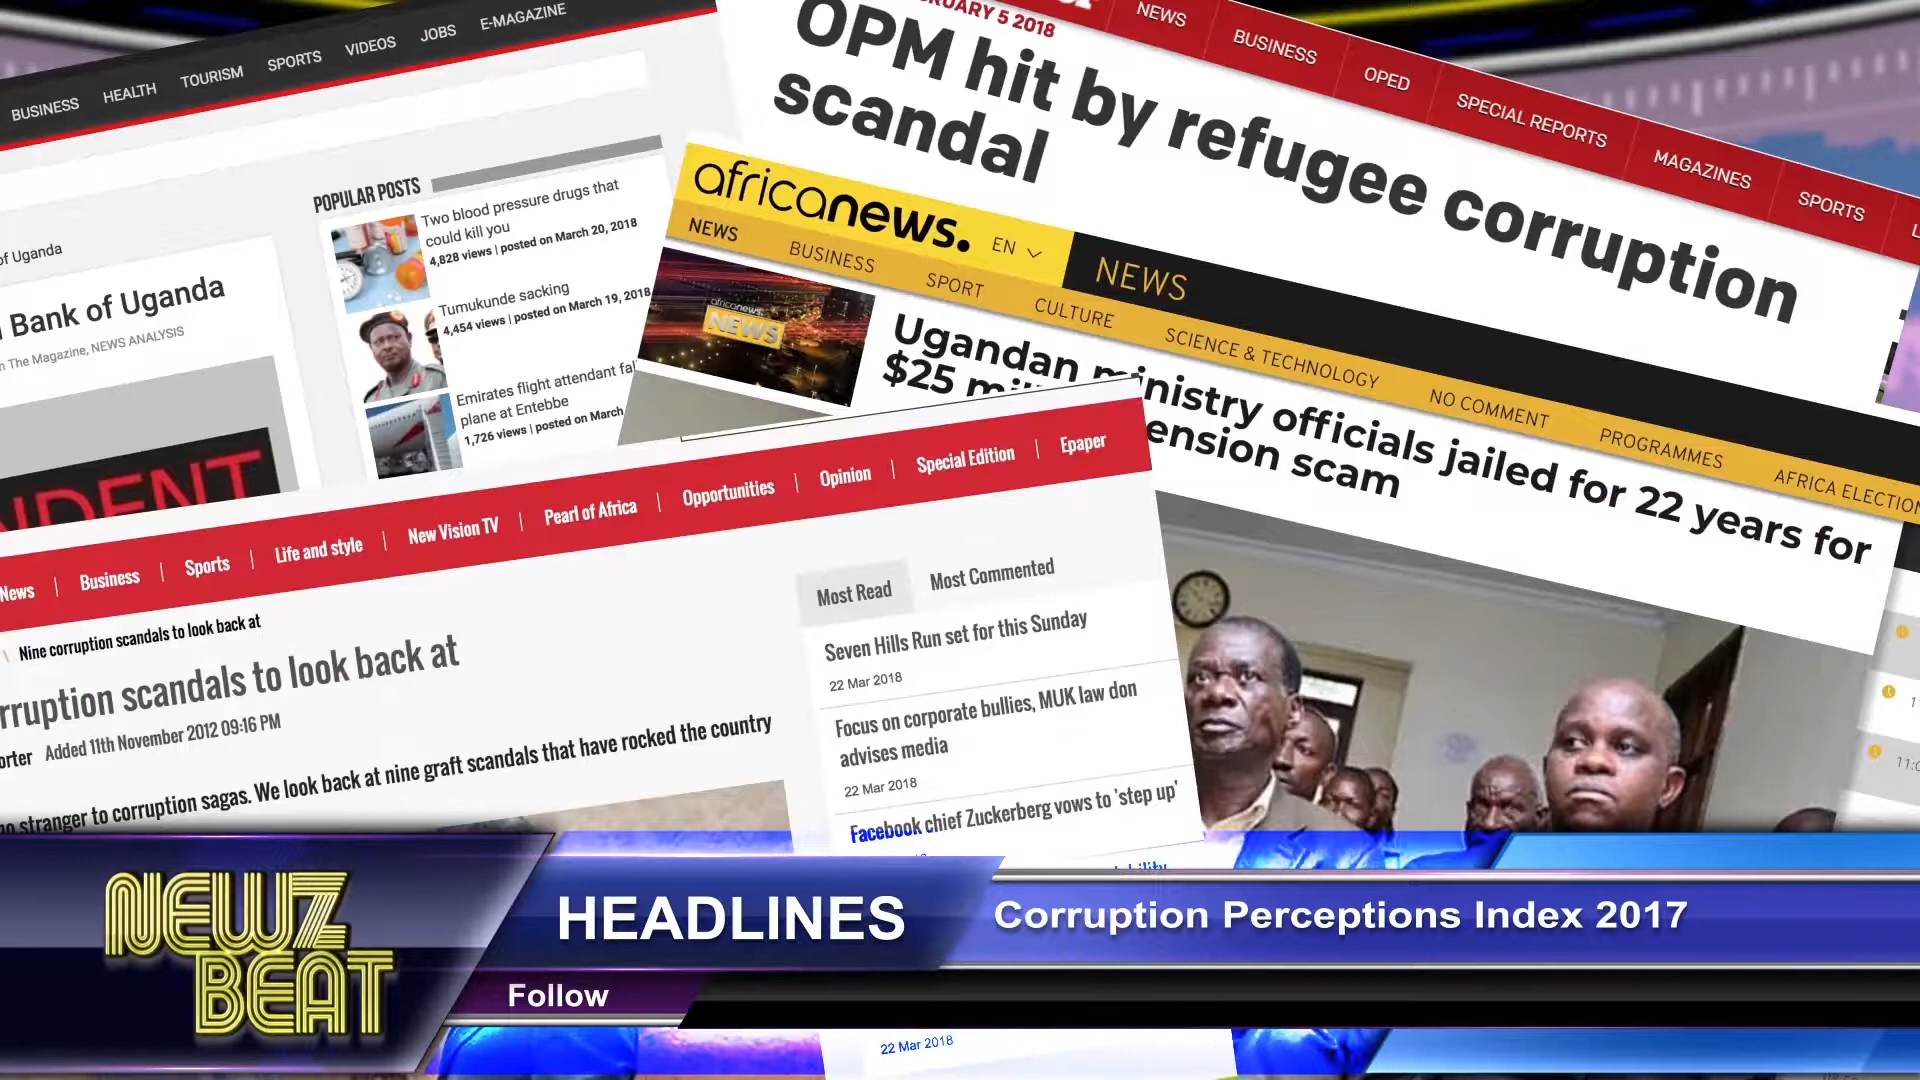 BUSINESS HEALTH TOURISM SPORTS VIDEOS JOBS E-MAGAZINE
of Uganda
Bank of Uganda
The Magazine, NEWS ANALYSIS
NDENT
POPULAR POSTS
Two blood pressure drugs that
could kill you
4,828 views | posted on March 20, 2018
Tumukunde sacking
4,454 views | posted on March 19, 2018
Emirates flight attendant
plane at Entebbe
1,726 views | posted on March
5 2018
NEWS BUSINESS OPED SPECIAL REPORTS MAGAZINES SPORTS
OPM hit by refugee corruption
scandal
africanews. EN
NEWS
NEWS BUSINESS SPORT CULTURE SCIENCE & TECHNOLOGY NO COMMENT PROGRAMMES AFRICA ELECTION
africanews.
NEWS
Ugandan ministry officials jailed for 22 years for
$25 scam
News | Business | Sports | Life and style | New Vision TV | Pearl of Africa | Opportunities | Opinion | Special Edition | Epaper
Nine corruption scandals to look back at
scandals to look back at
Added 11th November 2012 09:16 PM
stranger to corruption sagas. We look back at nine graft scandals that have rocked the country
Most Read Most Commented
Seven Hills Run set for this Sunday
22 Mar 2018
Focus on corporate bullies, MUK law don
advises media
22 Mar 2018
Facebook chief Zuckerberg vows to 'step up'
22 Mar 2018
NEWZ
BEAT
HEADLINES
Corruption Perceptions Index 2017
Follow